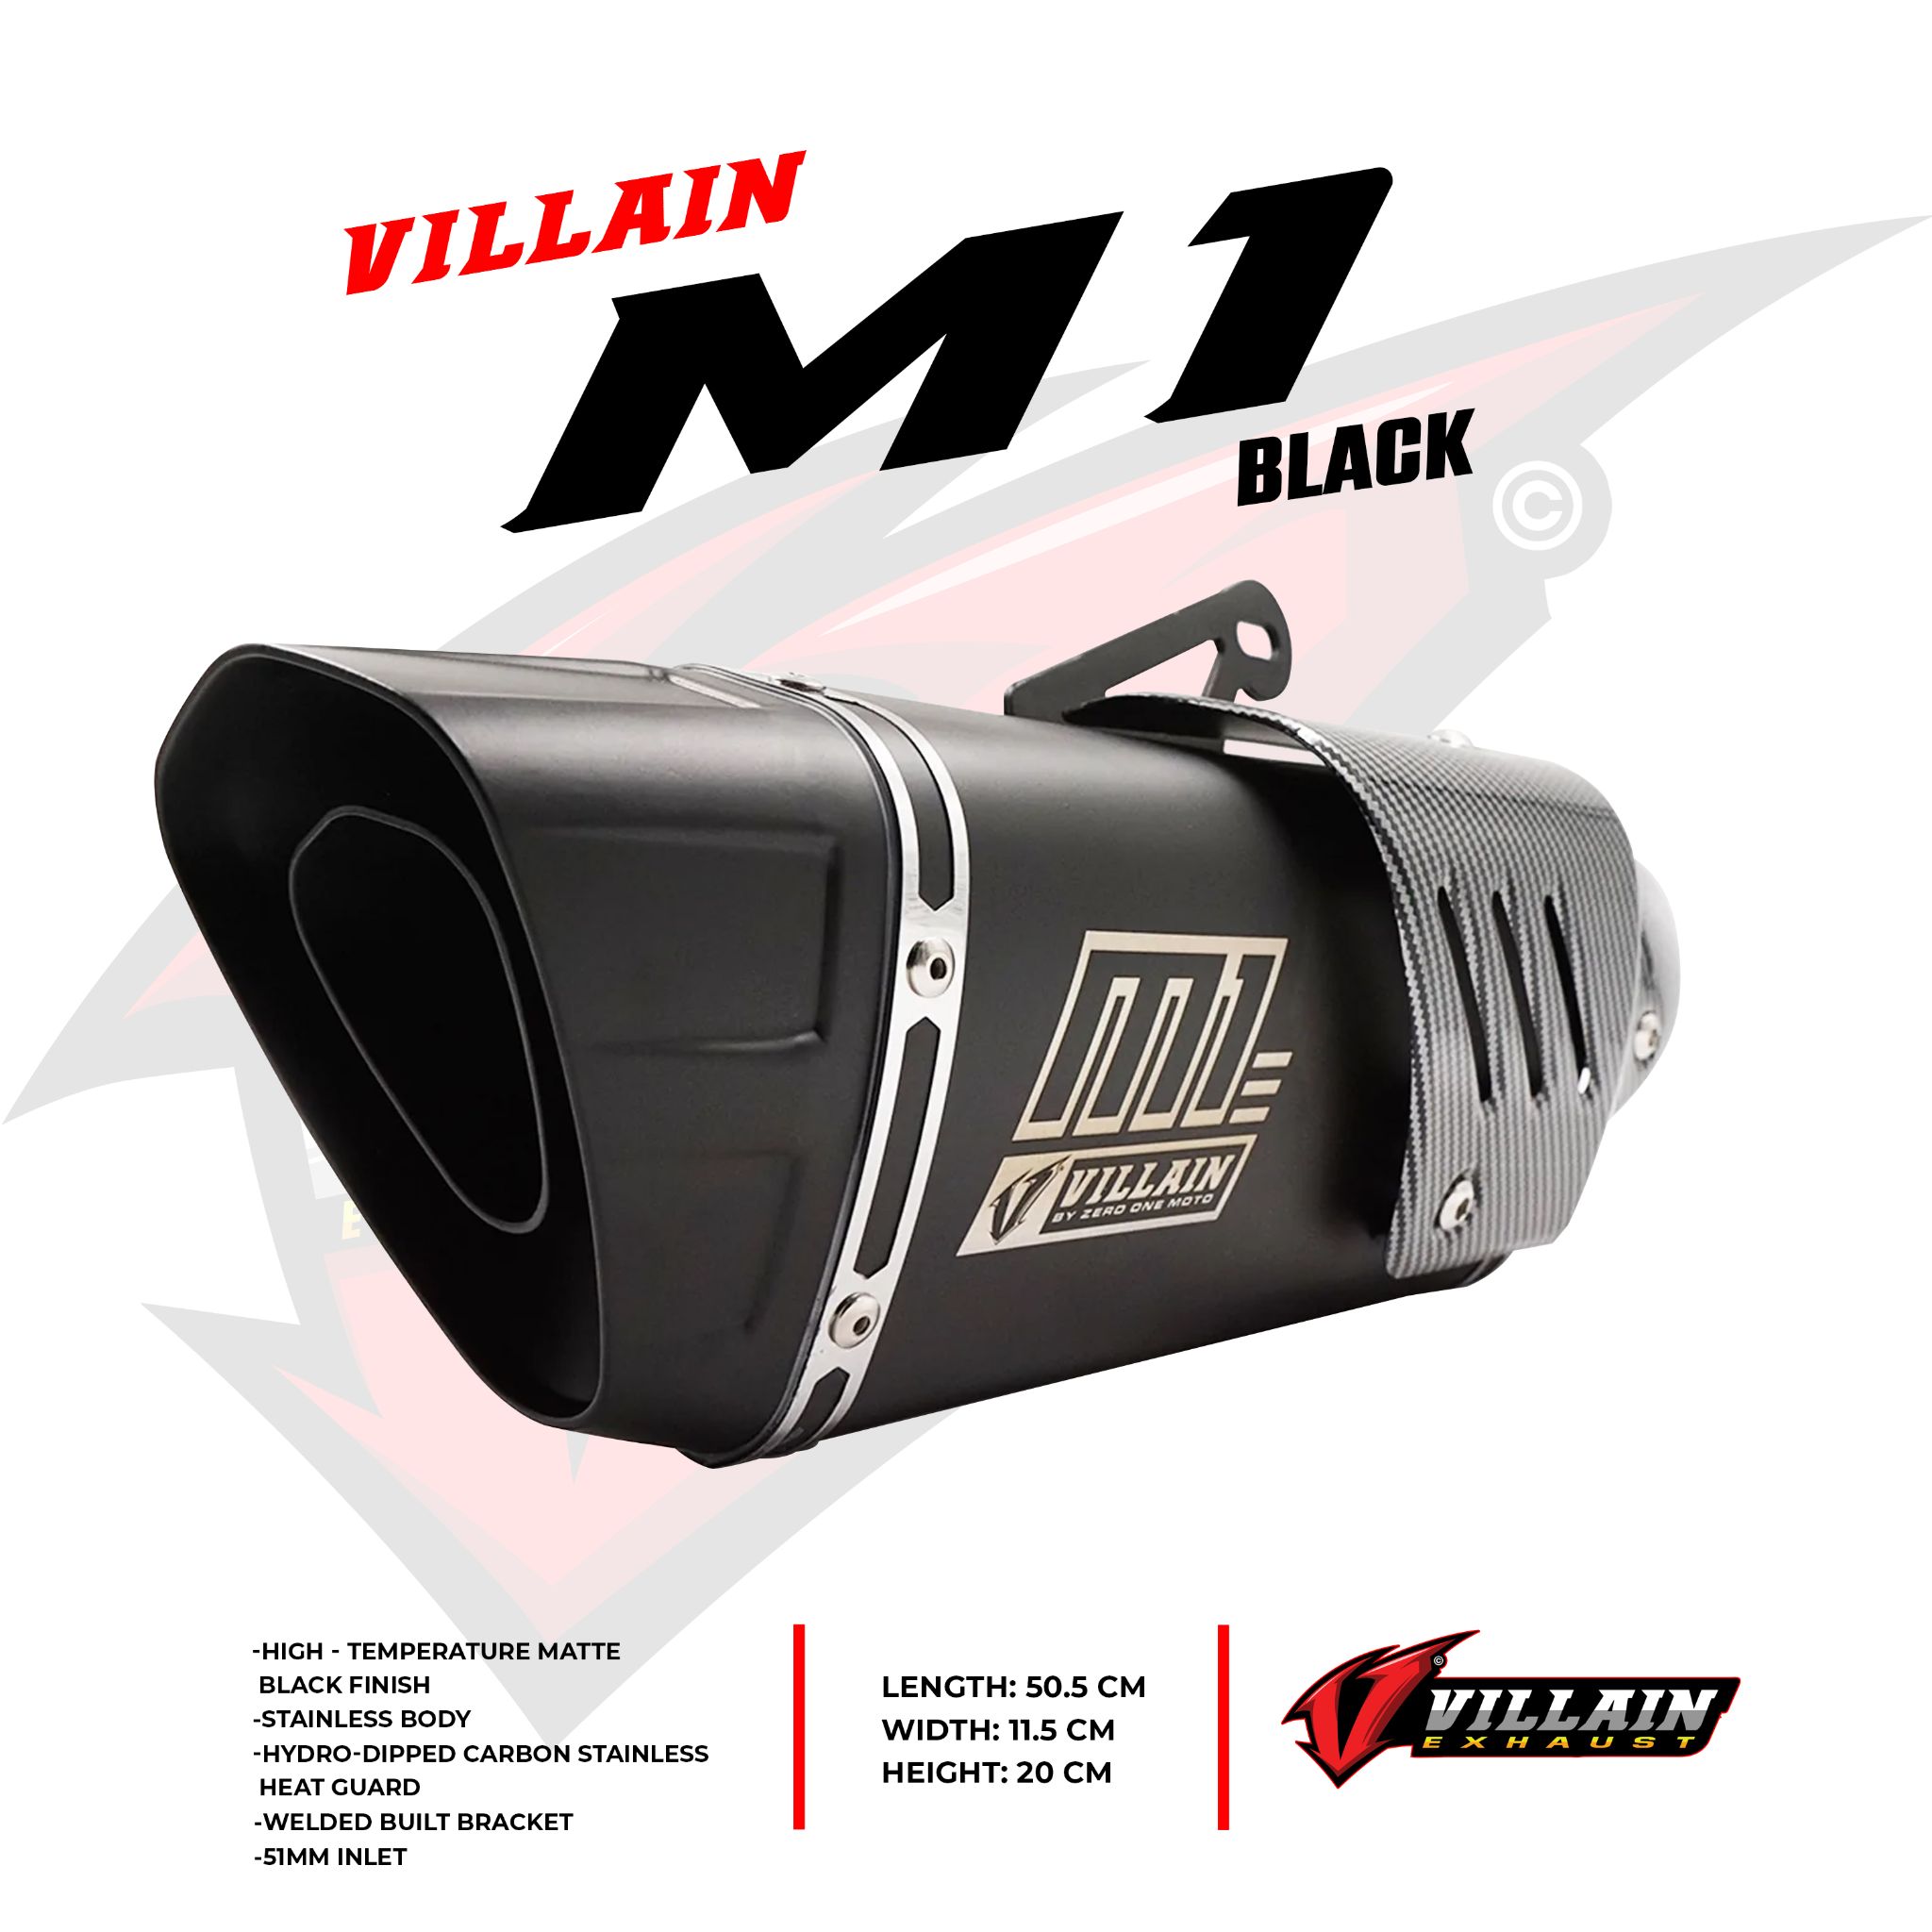 VILLAIN
M1
BLACK
©
M1
VILLAIN
BY ZERO ONE MOTO
-HIGH - TEMPERATURE MATTE
BLACK FINISH
-STAINLESS BODY
-HYDRO-DIPPED CARBON STAINLESS
HEAT GUARD
-WELDED BUILT BRACKET
-51MM INLET
LENGTH: 50.5 CM
WIDTH: 11.5 CM
HEIGHT: 20 CM
©
VILLAIN
EXHAUST